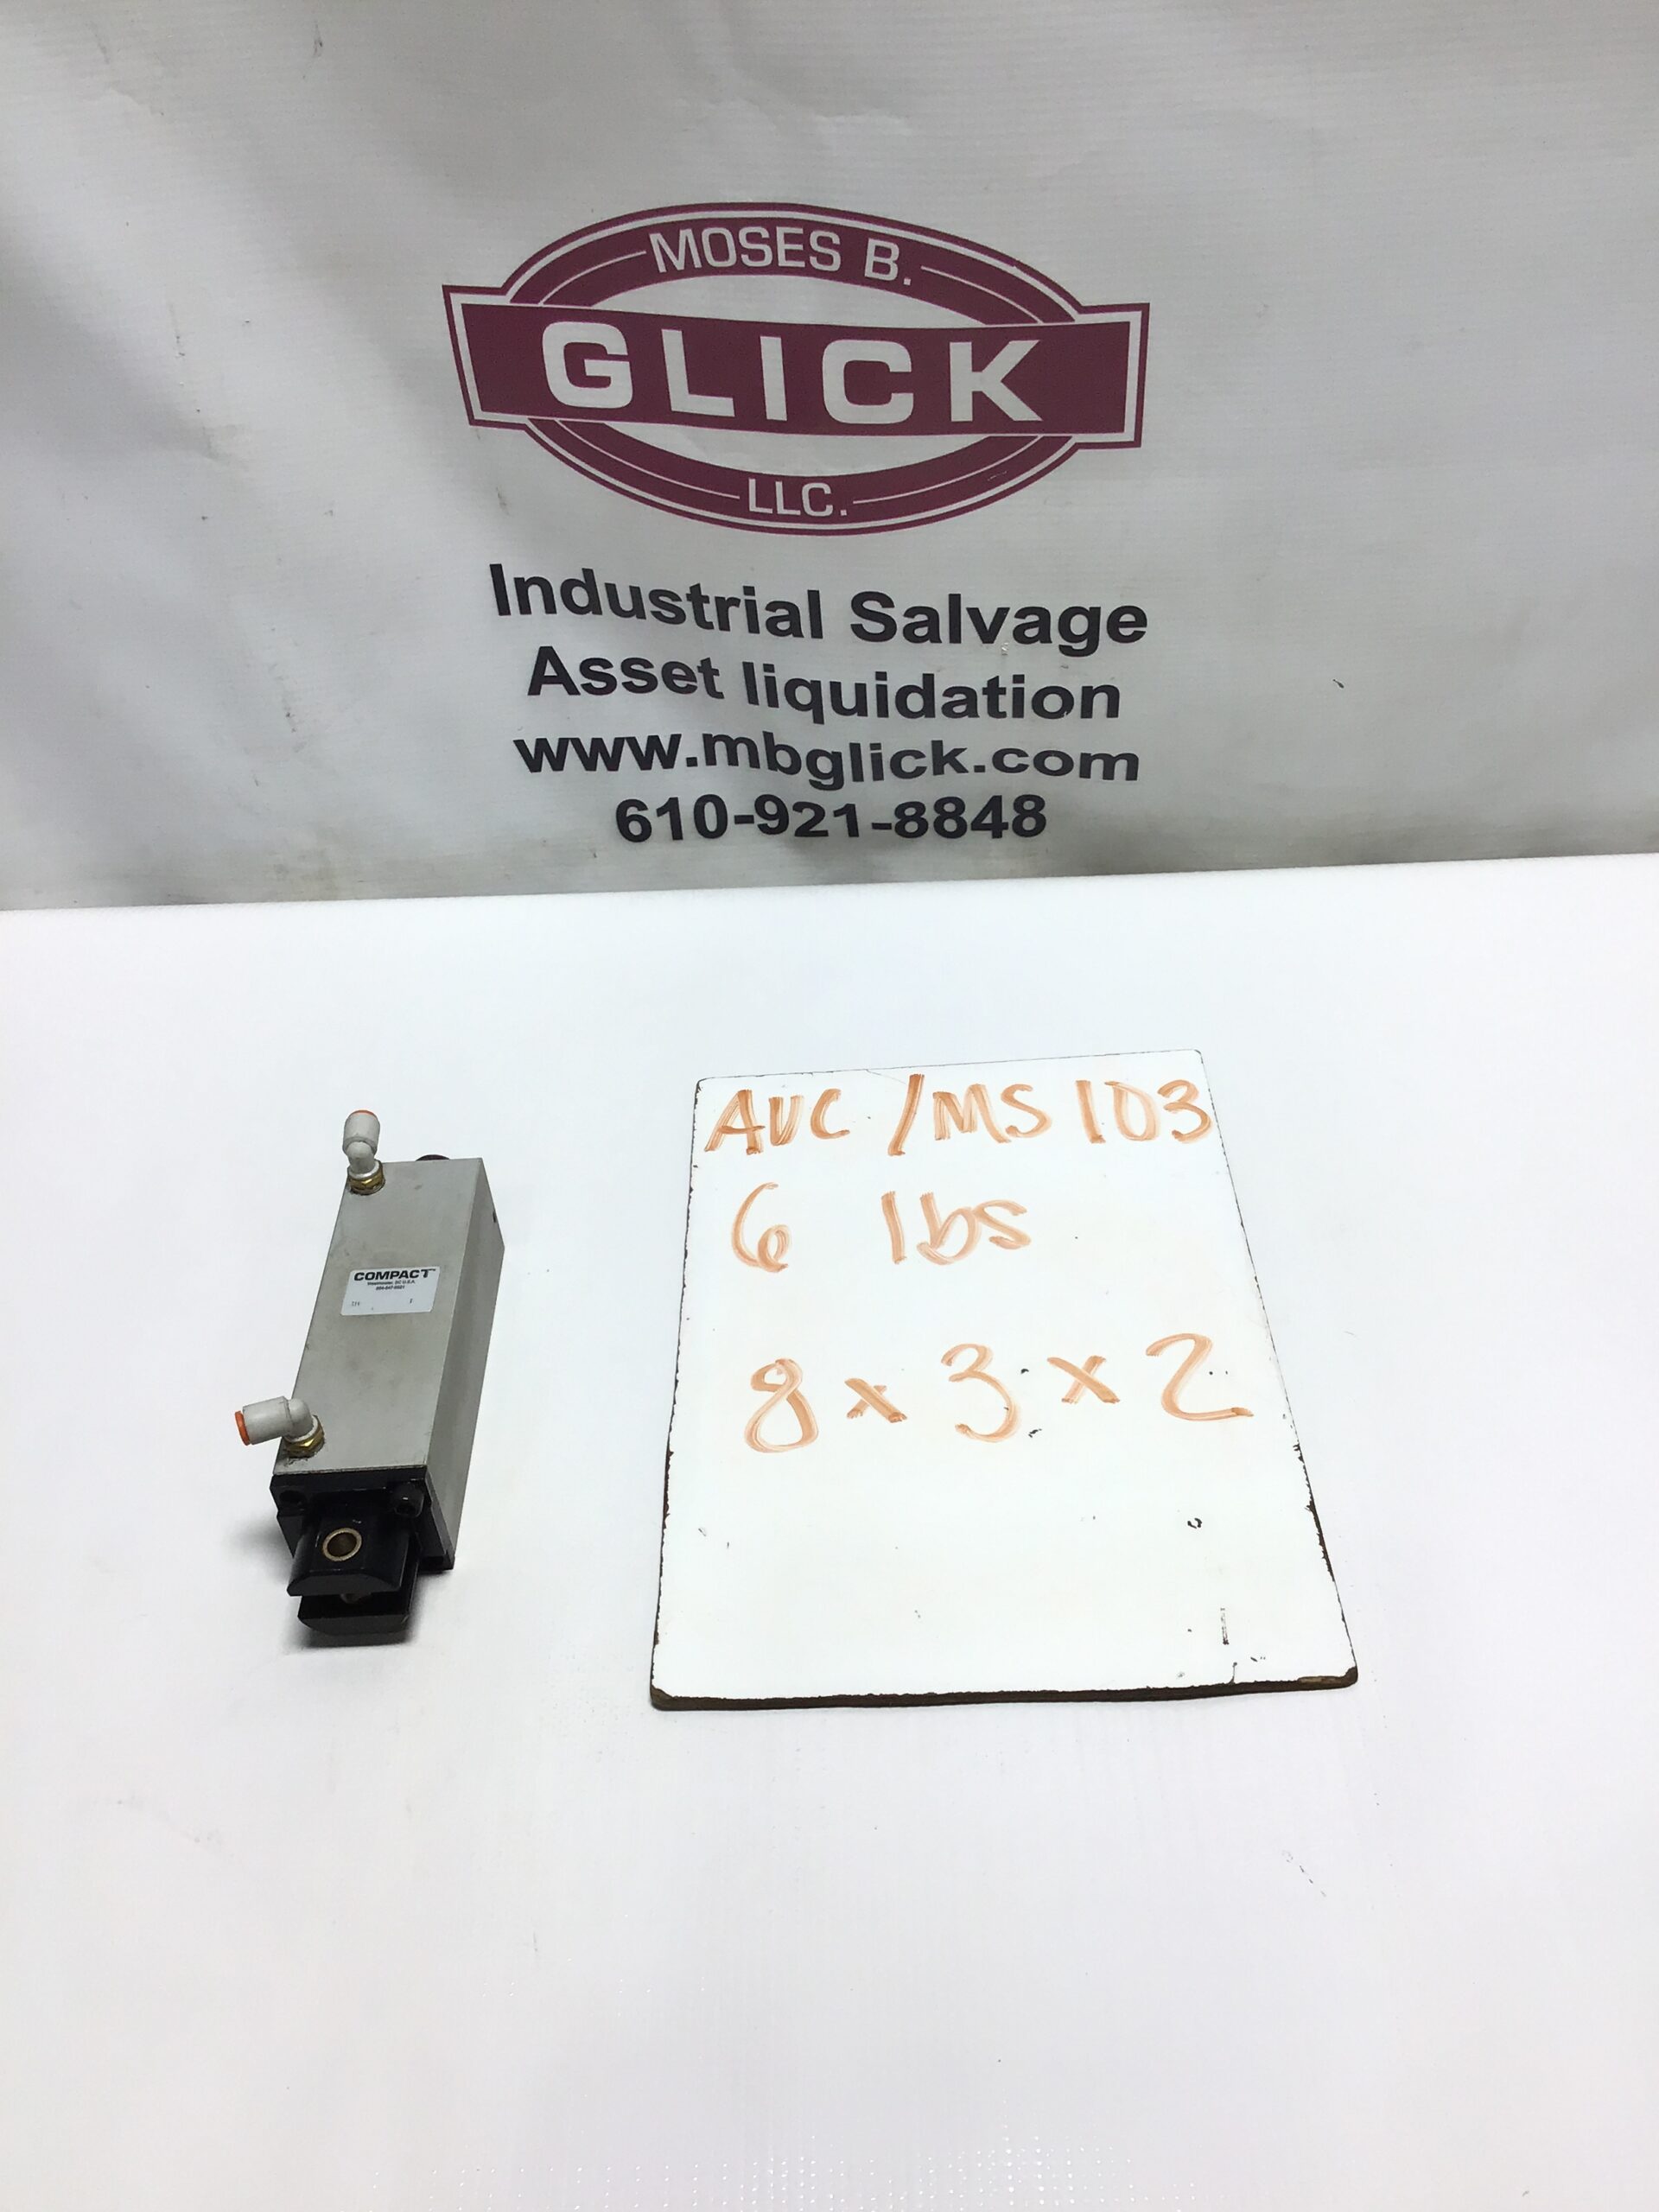 MOSES B.
GLICK
LLC.
Industrial Salvage
Asset liquidation
www.mbglick.com
610-921-8848
AVC /MS 103
6 lbs
8 x 3 x 2
COMPACT